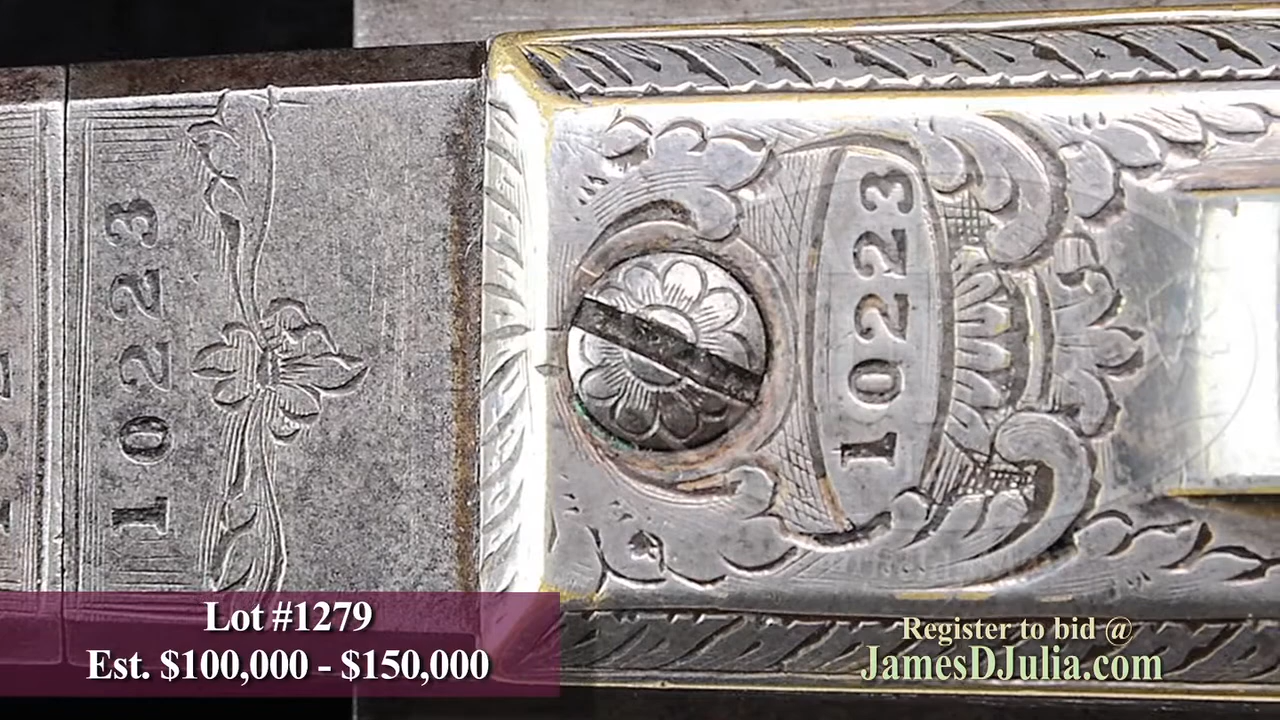 10223
10223
Lot #1279
Est. $100,000 - $150,000
Register to bid @
JamesDJulia.com